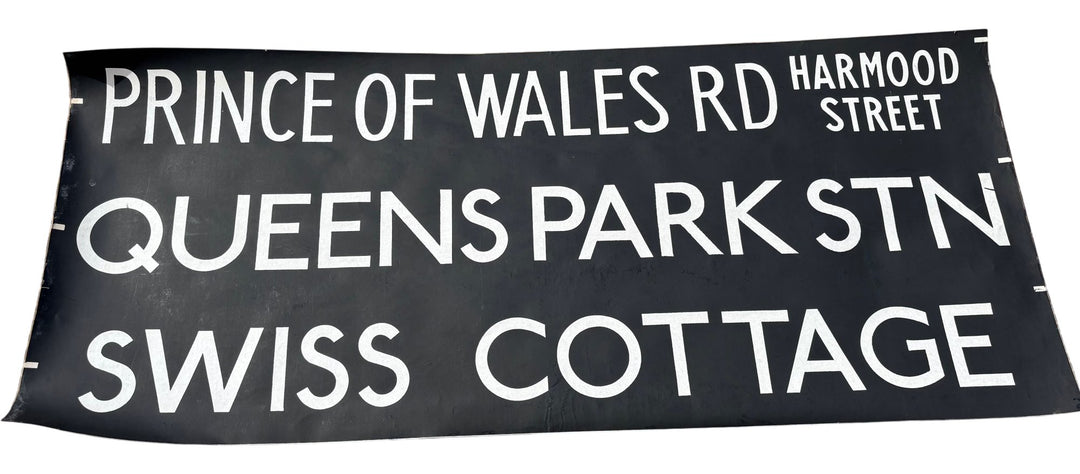 PRINCE OF WALES RD HARMOOD STREET
QUEENS PARK STN
SWISS COTTAGE